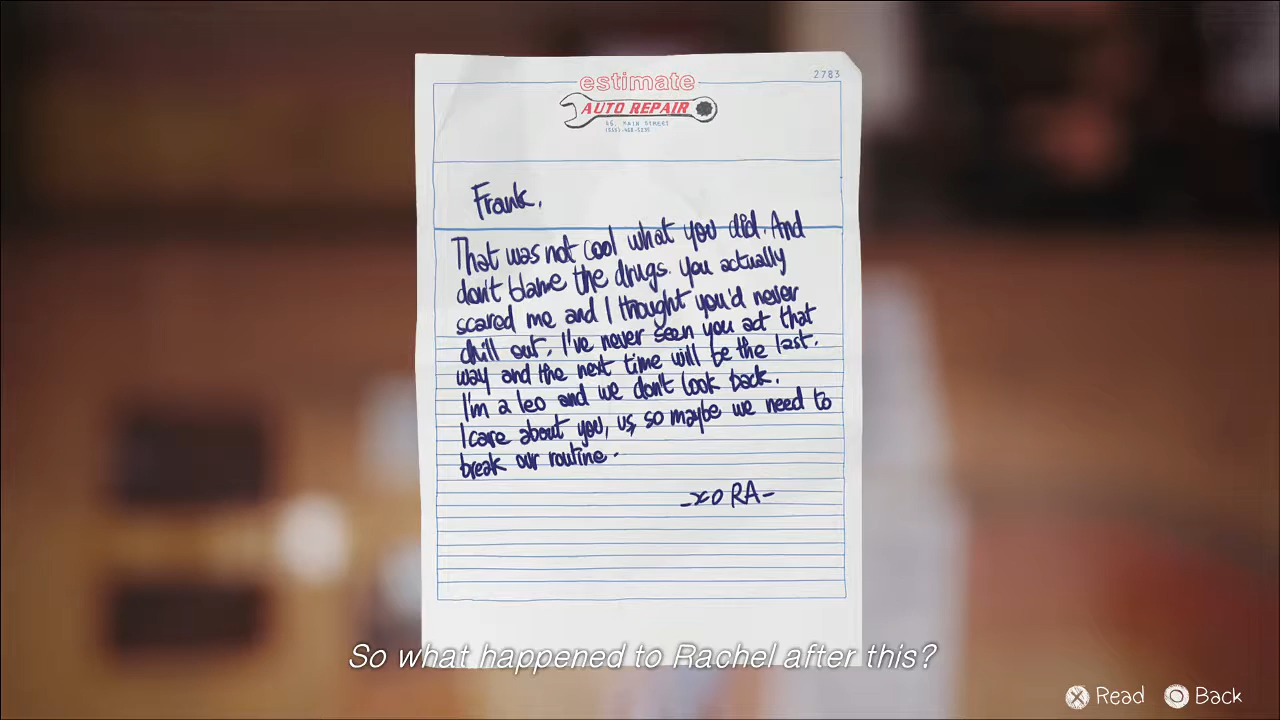 2783
estimate
AUTO REPAIR
Frank,
That was not cool what you did. And
don't blame the drugs. You actually
scared me and I thought you'd never
chill out. I've never seen you act that
way and the next time will be the last.
I'm a leo and we don't look back.
I care about you, us, so maybe we need to
break our routine.
-xo RA-
So what happened to Rachel after this?
Read Back